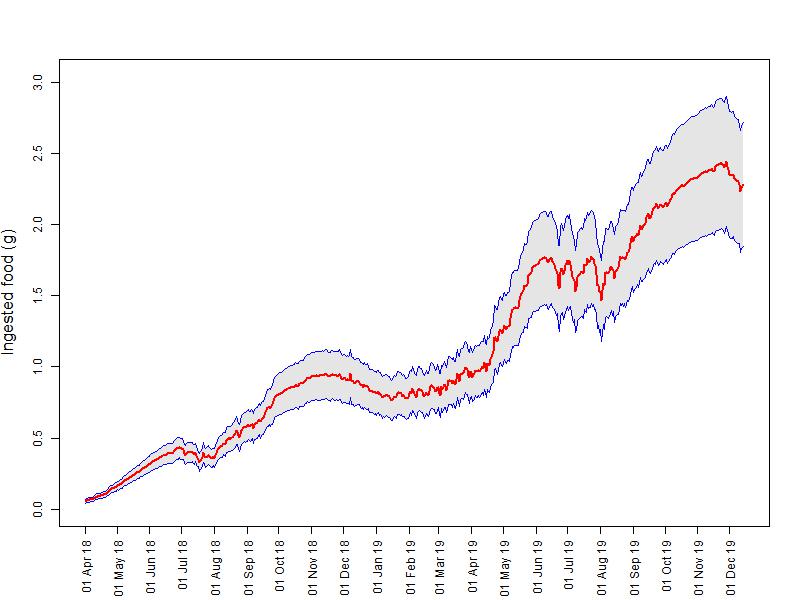 Ingested food (g)
3.0
2.5
2.0
1.5
1.0
0.5
0.0
01 Apr 18
01 May 18
01 Jun 18
01 Jul 18
01 Aug 18
01 Sep 18
01 Oct 18
01 Nov 18
01 Dec 18
01 Jan 19
01 Feb 19
01 Mar 19
01 Apr 19
01 May 19
01 Jun 19
01 Jul 19
01 Aug 19
01 Sep 19
01 Oct 19
01 Nov 19
01 Dec 19